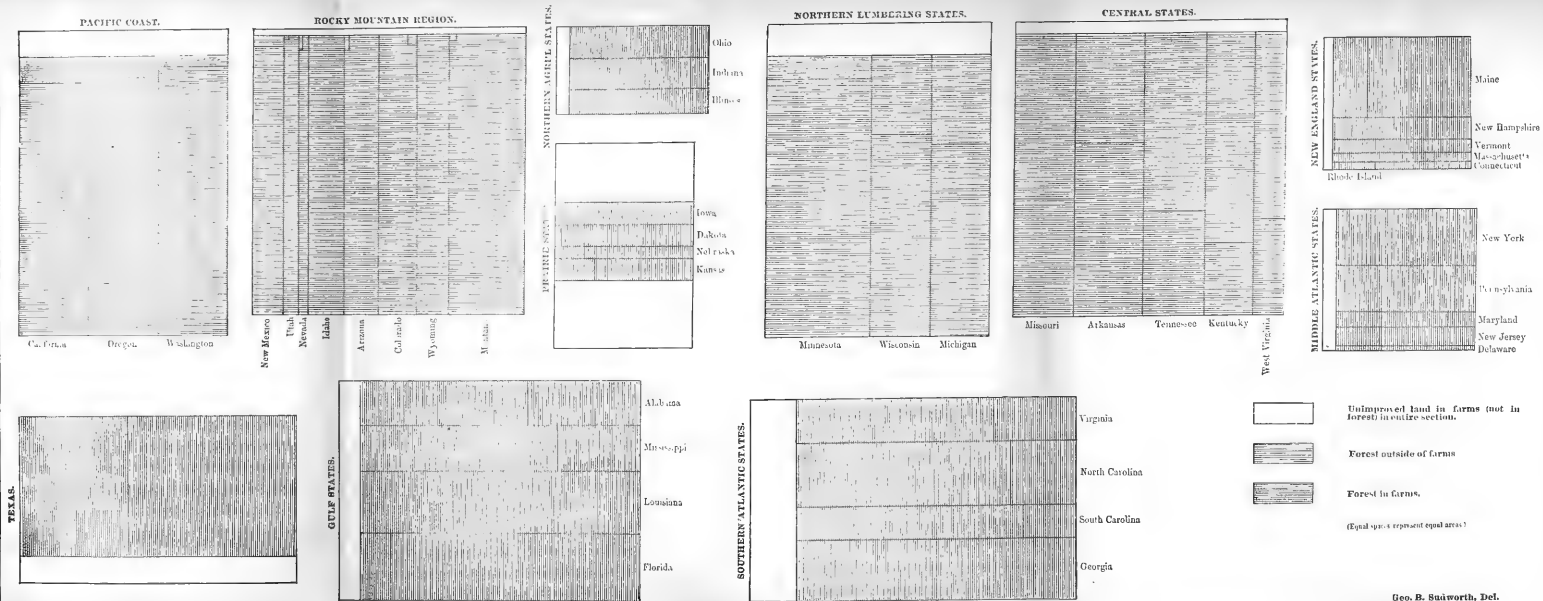 PACIFIC COAST.
California Oregon Washington
ROCKY MOUNTAIN REGION.
New Mexico
Utah
Nevada
Idaho
Arizona
Colorado
Wyoming
Montan
NORTHERN AGRI'L STATES.
Ohio
Indiana
Illinois
PRAIRIE STATES
Iowa
Dakota
Nebraska
Kansas
NORTHERN LUMBERING STATES.
Minnesota Wisconsin Michigan
CENTRAL STATES.
Missouri Arkansas Tennessee Kentucky
West Virginia
NEW ENGLAND STATES.
Maine
New Hampshire
Vermont
Massachusetts
Connecticut
Rhode Island
MIDDLE ATLANTIC STATES.
New York
Pennsylvania
Maryland
New Jersey
Delaware
TEXAS.
GULF STATES.
Alabama
Mississippi
Louisiana
Florida
SOUTHERN ATLANTIC STATES.
Virginia
North Carolina
South Carolina
Georgia
Unimproved land in farms (not in
forest) in entire section.
Forest outside of farms
Forest in farms.
(Equal spaces represent equal areas)
Geo. B. Sudworth, Del.